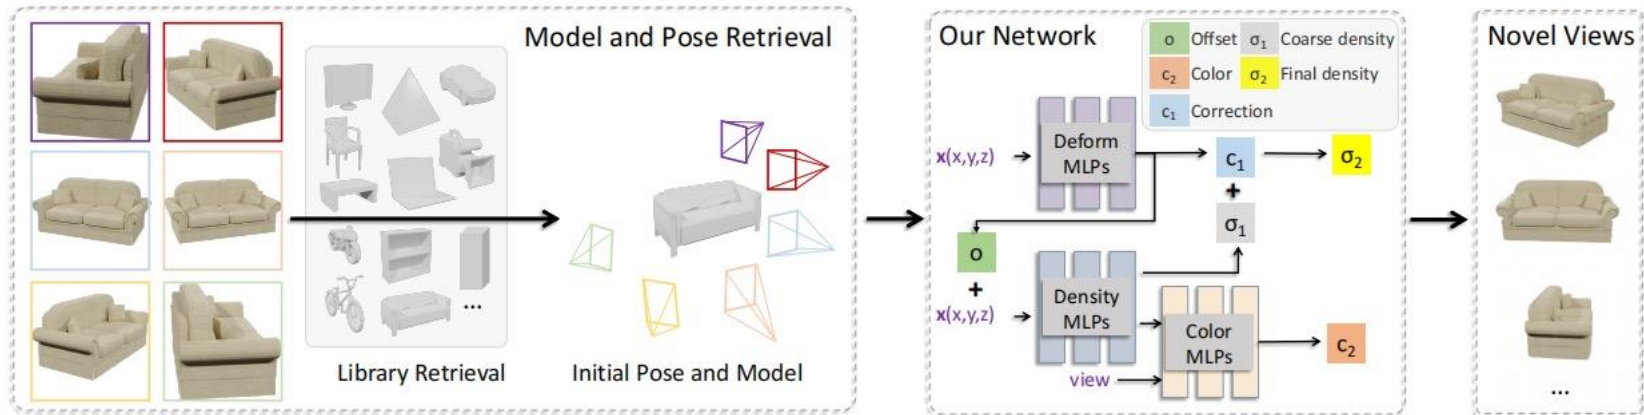 Model and Pose Retrieval
...
Library Retrieval
Initial Pose and Model
Our Network
o Offset σ₁ Coarse density
c₂ Color σ₂ Final density
c₁ Correction
x(x,y,z)
Deform
MLPs
c₁
σ₂
+
σ₁
o
+
x(x,y,z)
Density
MLPs
Color
MLPs
c₂
view
Novel Views
...